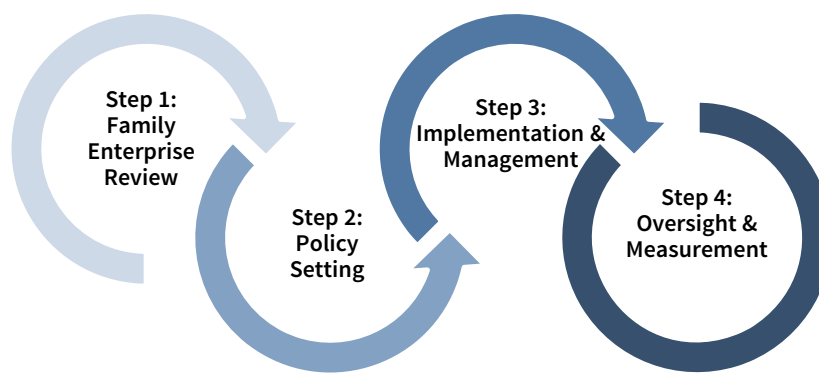 Step 1:
Family
Enterprise
Review
Step 2:
Policy
Setting
Step 3:
Implementation &
Management
Step 4:
Oversight &
Measurement